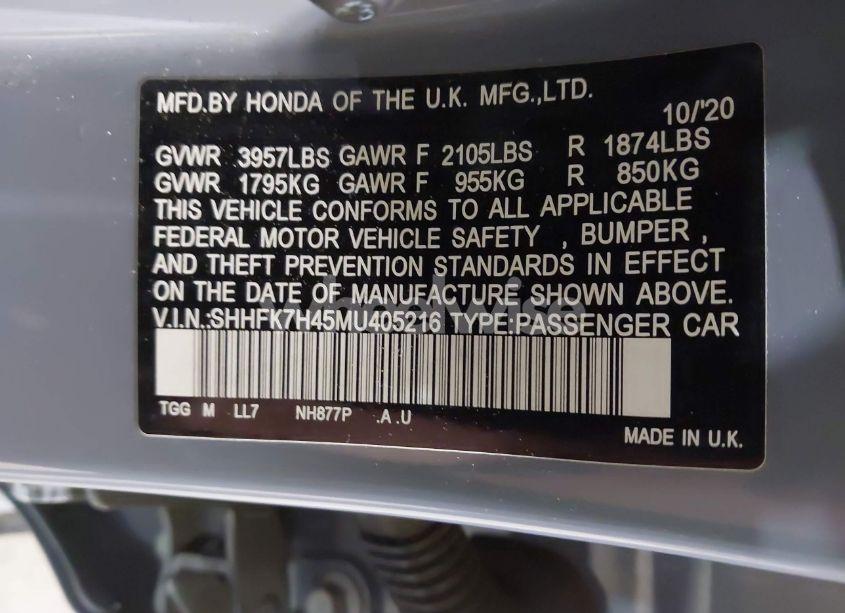 MFD.BY HONDA OF THE U.K. MFG.,LTD.
10/'20
GVWR 3957LBS GAWR F 2105LBS R 1874LBS
GVWR 1795KG GAWR F 955KG R 850KG
THIS VEHICLE CONFORMS TO ALL APPLICABLE
FEDERAL MOTOR VEHICLE SAFETY , BUMPER ,
AND THEFT PREVENTION STANDARDS IN EFFECT
ON THE DATE OF MANUFACTURE SHOWN ABOVE.
V.I.N.:SHHFK7H45MU405216 TYPE:PASSENGER CAR
TGG M LL7 NH877P .A .U
MADE IN U.K.